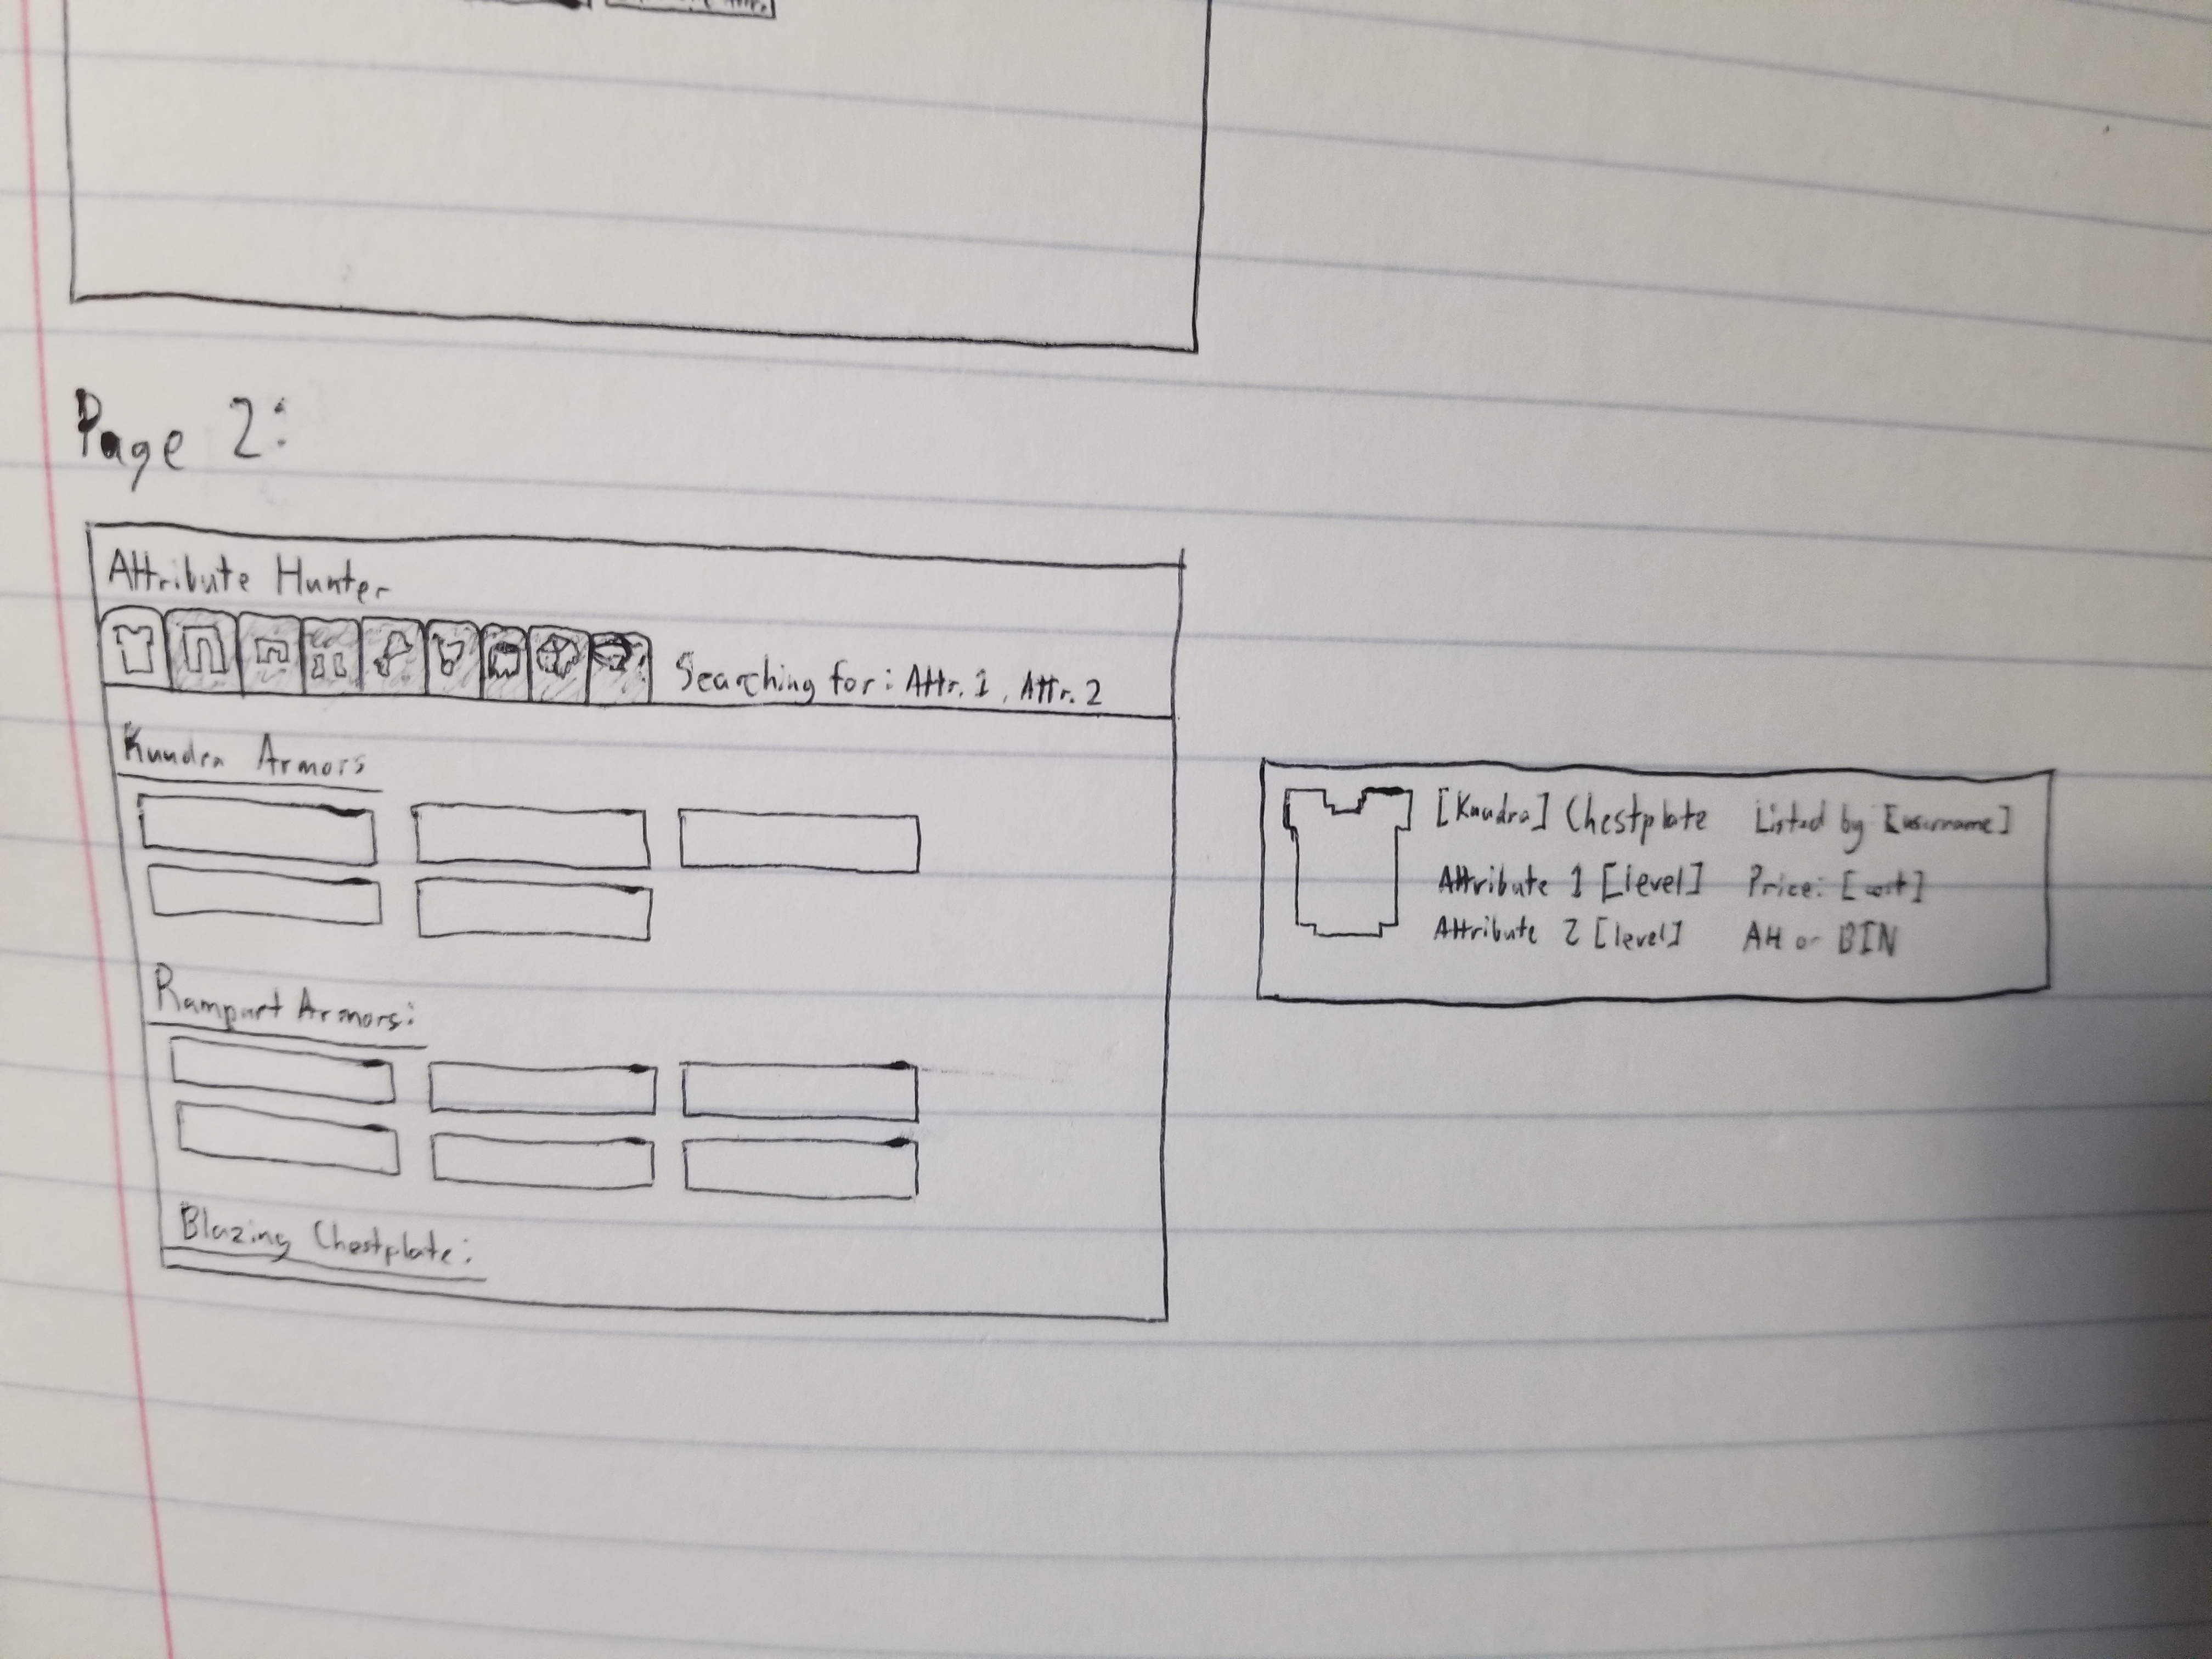 Page 2:
Attribute Hunter
Searching for: Attr. 1, Attr. 2
Kuudra Armors
Rampart Armors:
Blazing Chestplate:
[Kuudra] Chestplate Listed by [username]
Attribute 1 [level] Price: [cost]
Attribute 2 [level] AH or BIN